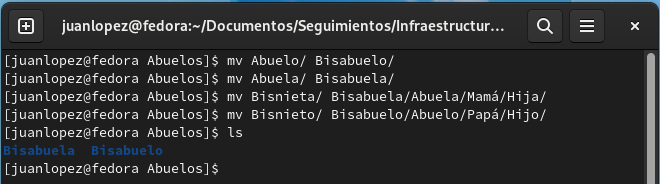 juanlopez@fedora:~/Documentos/Seguimientos/Infraestructur...
[juanlopez@fedora Abuelos]$ mv Abuelo/ Bisabuelo/
[juanlopez@fedora Abuelos]$ mv Abuela/ Bisabuela/
[juanlopez@fedora Abuelos]$ mv Bisnieta/ Bisabuela/Abuela/Mamá/Hija/
[juanlopez@fedora Abuelos]$ mv Bisnieto/ Bisabuelo/Abuelo/Papá/Hijo/
[juanlopez@fedora Abuelos]$ ls
Bisabuela  Bisabuelo
[juanlopez@fedora Abuelos]$